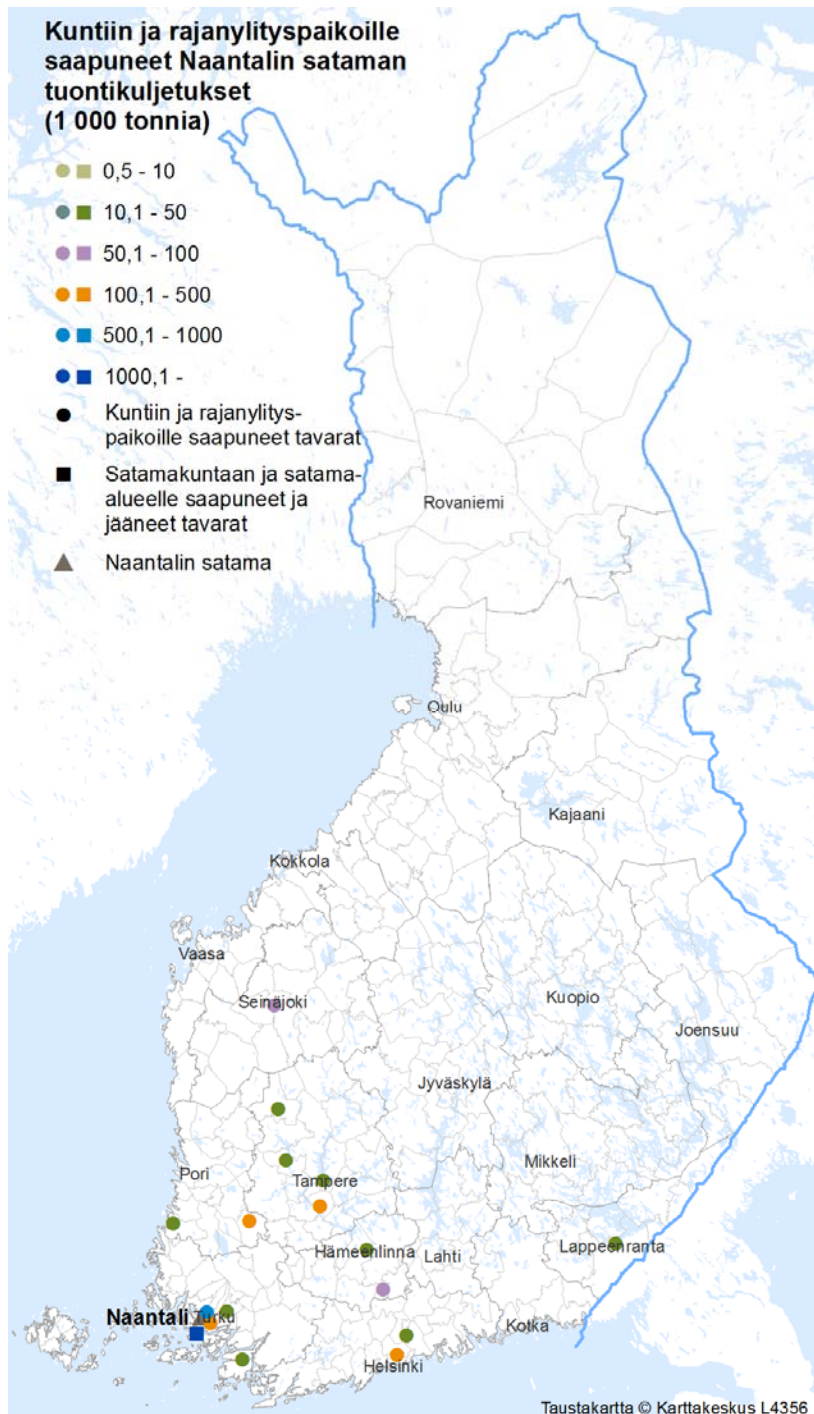 Kuntiin ja rajanylityspaikoille
saapuneet Naantalin sataman
tuontikuljetukset
(1 000 tonnia)
0,5 - 10
10,1 - 50
50,1 - 100
100,1 - 500
500,1 - 1000
1000,1 -
Kuntiin ja rajanylitys-
paikoille saapuneet tavarat
Satamakuntaan ja satama-
alueelle saapuneet ja
jääneet tavarat
Naantalin satama
Rovaniemi
Oulu
Kajaani
Kokkola
Vaasa
Seinäjoki
Kuopio
Joensuu
Jyväskylä
Mikkeli
Pori
Tampere
Hämeenlinna
Lahti
Lappeenranta
Naantali
Turku
Kotka
Helsinki
Taustakartta © Karttakeskus L4356